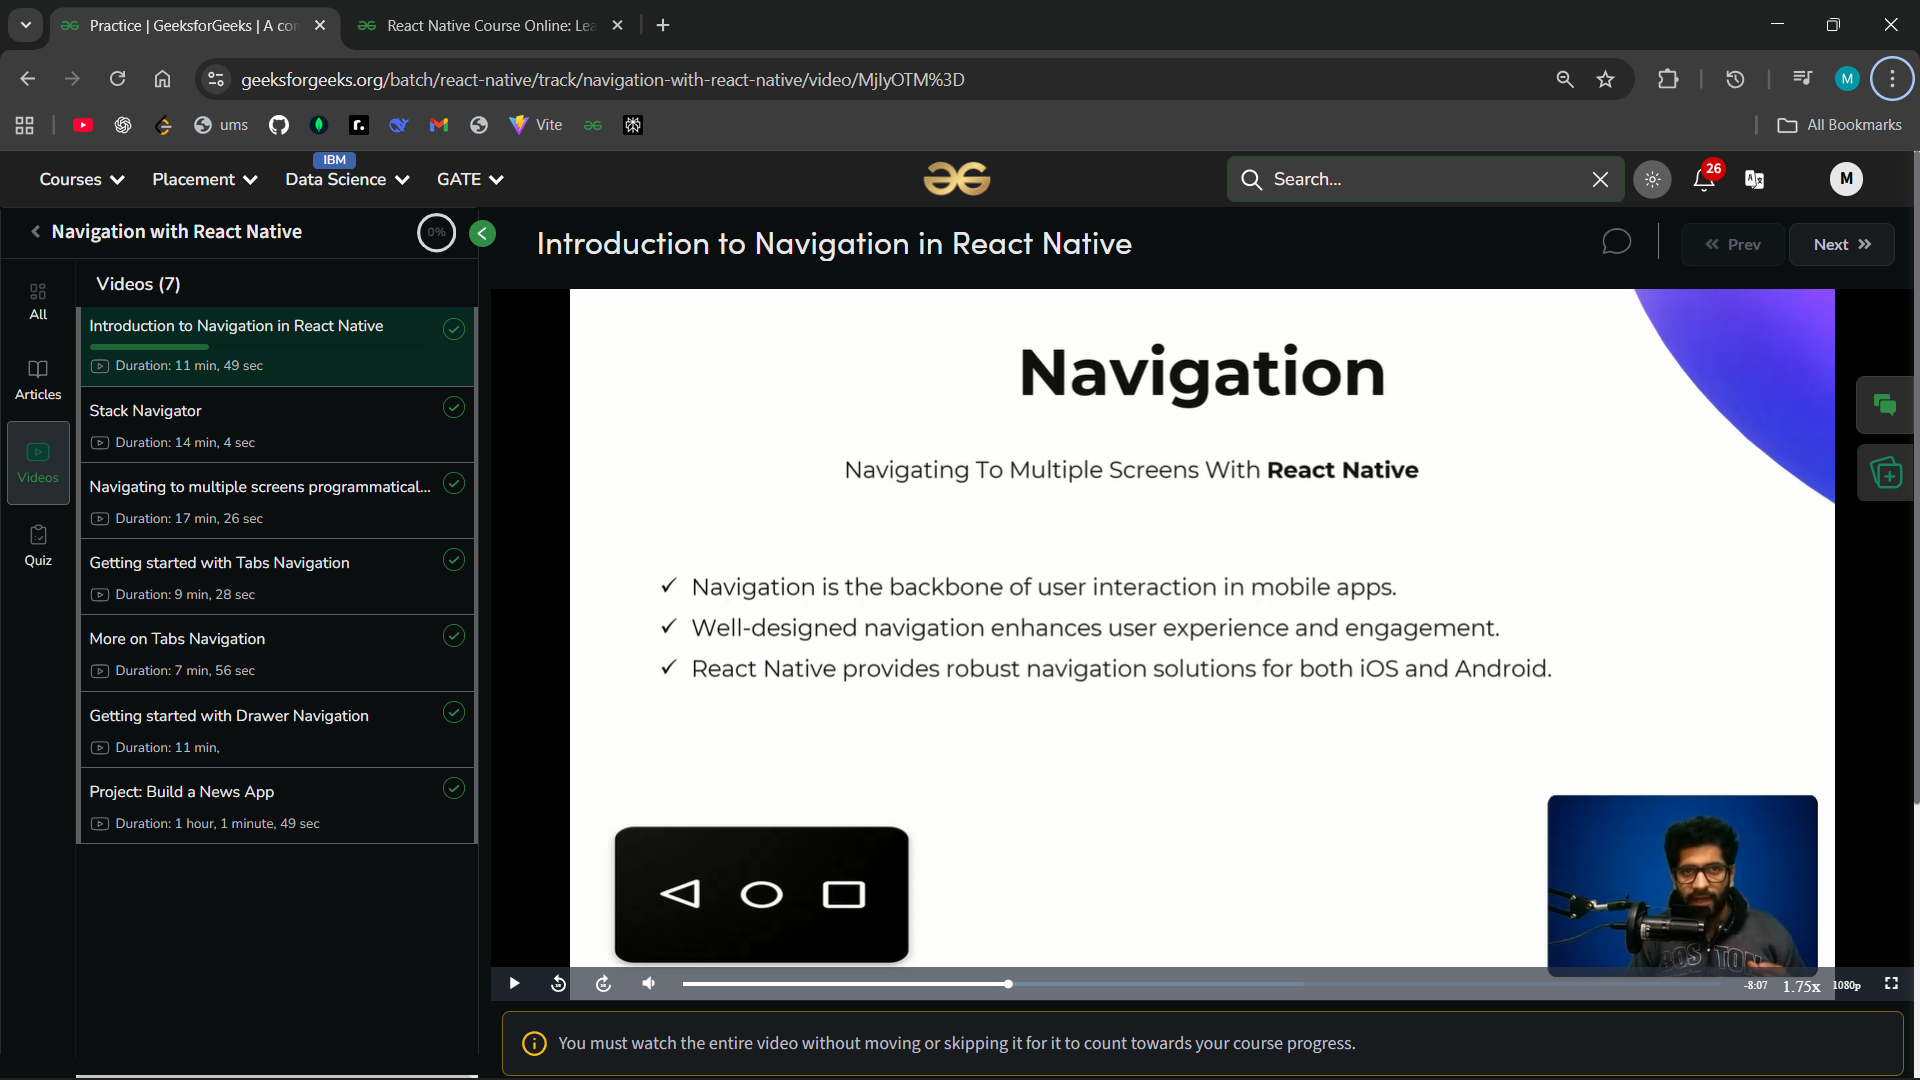 Practice | GeeksforGeeks | A con
React Native Course Online: Lea
geeksforgeeks.org/batch/react-native/track/navigation-with-react-native/video/MjIyOTM%3D
M
ums
Vite
All Bookmarks
IBM
Courses
Placement
Data Science
GATE
Search...
26
M
Navigation with React Native
0%
Introduction to Navigation in React Native
Prev
Next
Videos (7)
All
Articles
Videos
Quiz
Introduction to Navigation in React Native
Duration: 11 min, 49 sec
Stack Navigator
Duration: 14 min, 4 sec
Navigating to multiple screens programmatical...
Duration: 17 min, 26 sec
Getting started with Tabs Navigation
Duration: 9 min, 28 sec
More on Tabs Navigation
Duration: 7 min, 56 sec
Getting started with Drawer Navigation
Duration: 11 min,
Project: Build a News App
Duration: 1 hour, 1 minute, 49 sec
Navigation
Navigating To Multiple Screens With React Native
✓ Navigation is the backbone of user interaction in mobile apps.
✓ Well-designed navigation enhances user experience and engagement.
✓ React Native provides robust navigation solutions for both iOS and Android.
BOSTON
-8:07
1.75x
1080p
You must watch the entire video without moving or skipping it for it to count towards your course progress.